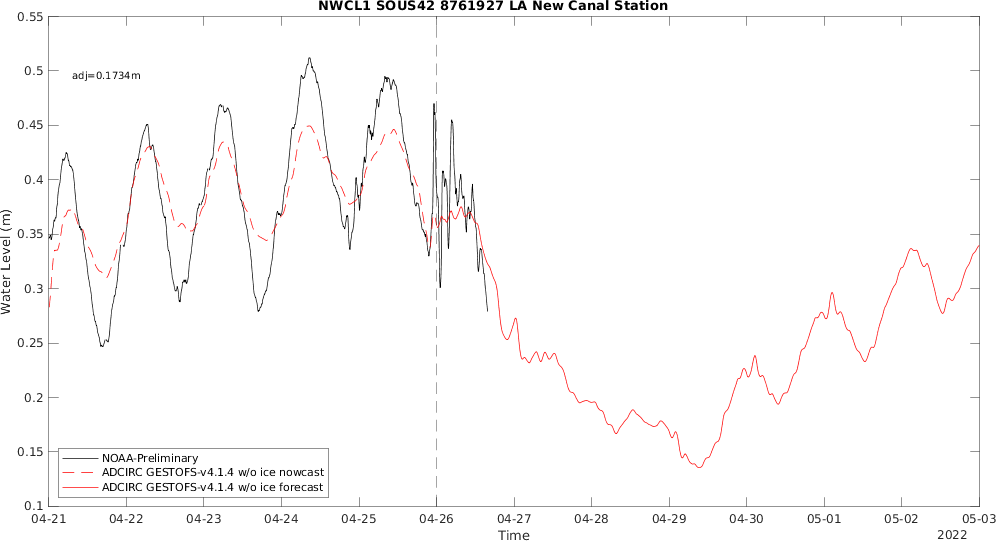 NWCL1 SOUS42 8761927 LA New Canal Station
0.55
0.5
adj=0.1734m
0.45
0.4
0.35
Water Level (m)
0.3
0.25
0.2
0.15
NOAA-Preliminary
ADCIRC GESTOFS-v4.1.4 w/o ice nowcast
ADCIRC GESTOFS-v4.1.4 w/o ice forecast
0.1
04-21 04-22 04-23 04-24 04-25 04-26 04-27 04-28 04-29 04-30 05-01 05-02 05-03
Time
2022